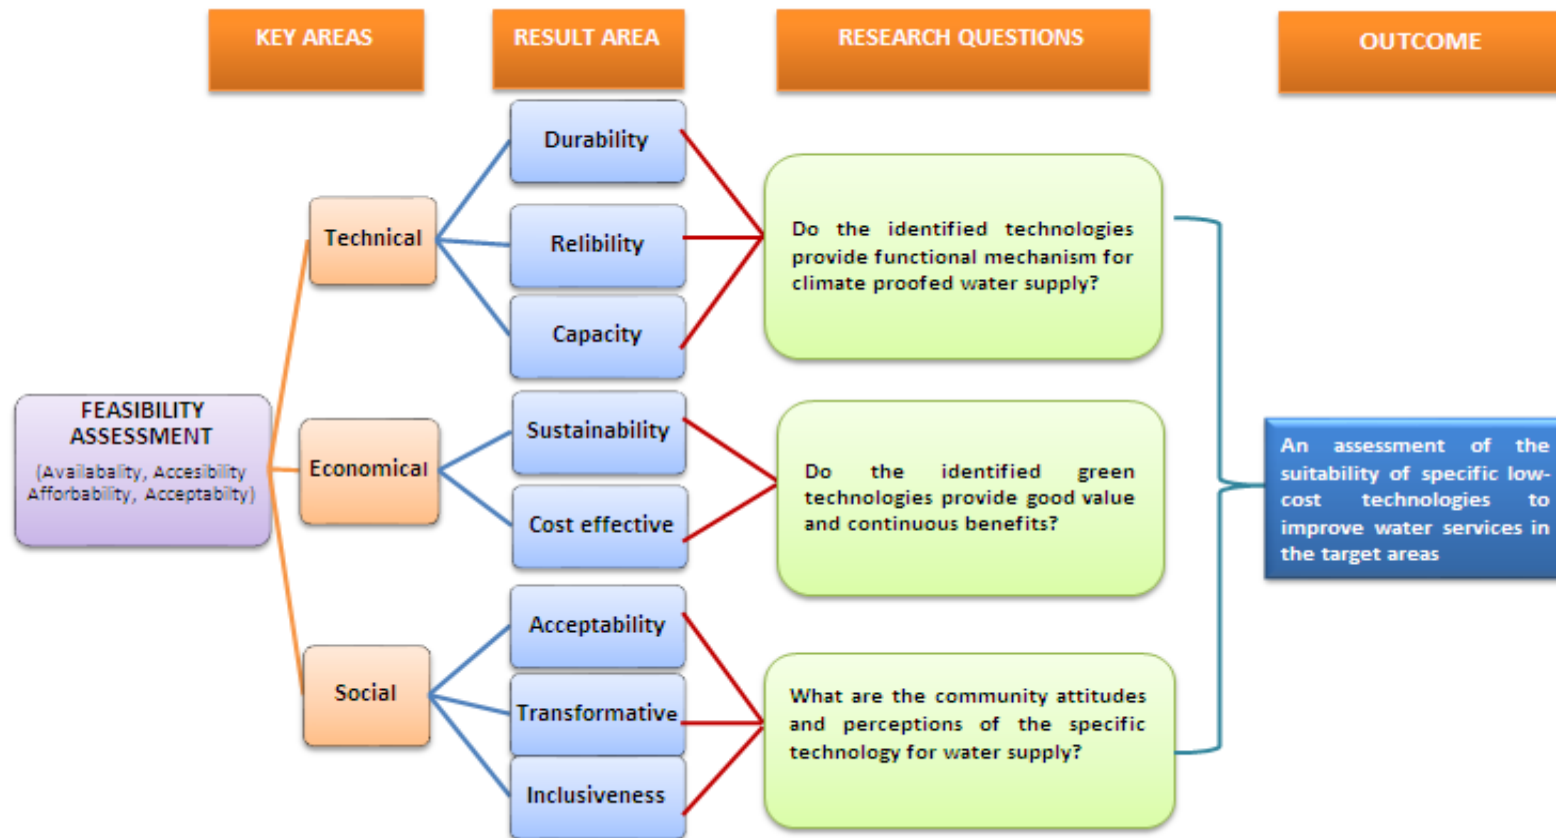 KEY AREAS
RESULT AREA
RESEARCH QUESTIONS
OUTCOME
FEASIBILITY
ASSESSMENT
(Availabality, Accesibility
Afforbability, Acceptabilty)
Technical
Economical
Social
Durability
Relibility
Capacity
Sustainability
Cost effective
Acceptability
Transformative
Inclusiveness
Do the identified technologies
provide functional mechanism for
climate proofed water supply?
Do the identified green
technologies provide good value
and continuous benefits?
What are the community attitudes
and perceptions of the specific
technology for water supply?
An assessment of the
suitability of specific low-
cost technologies to
improve water services in
the target areas